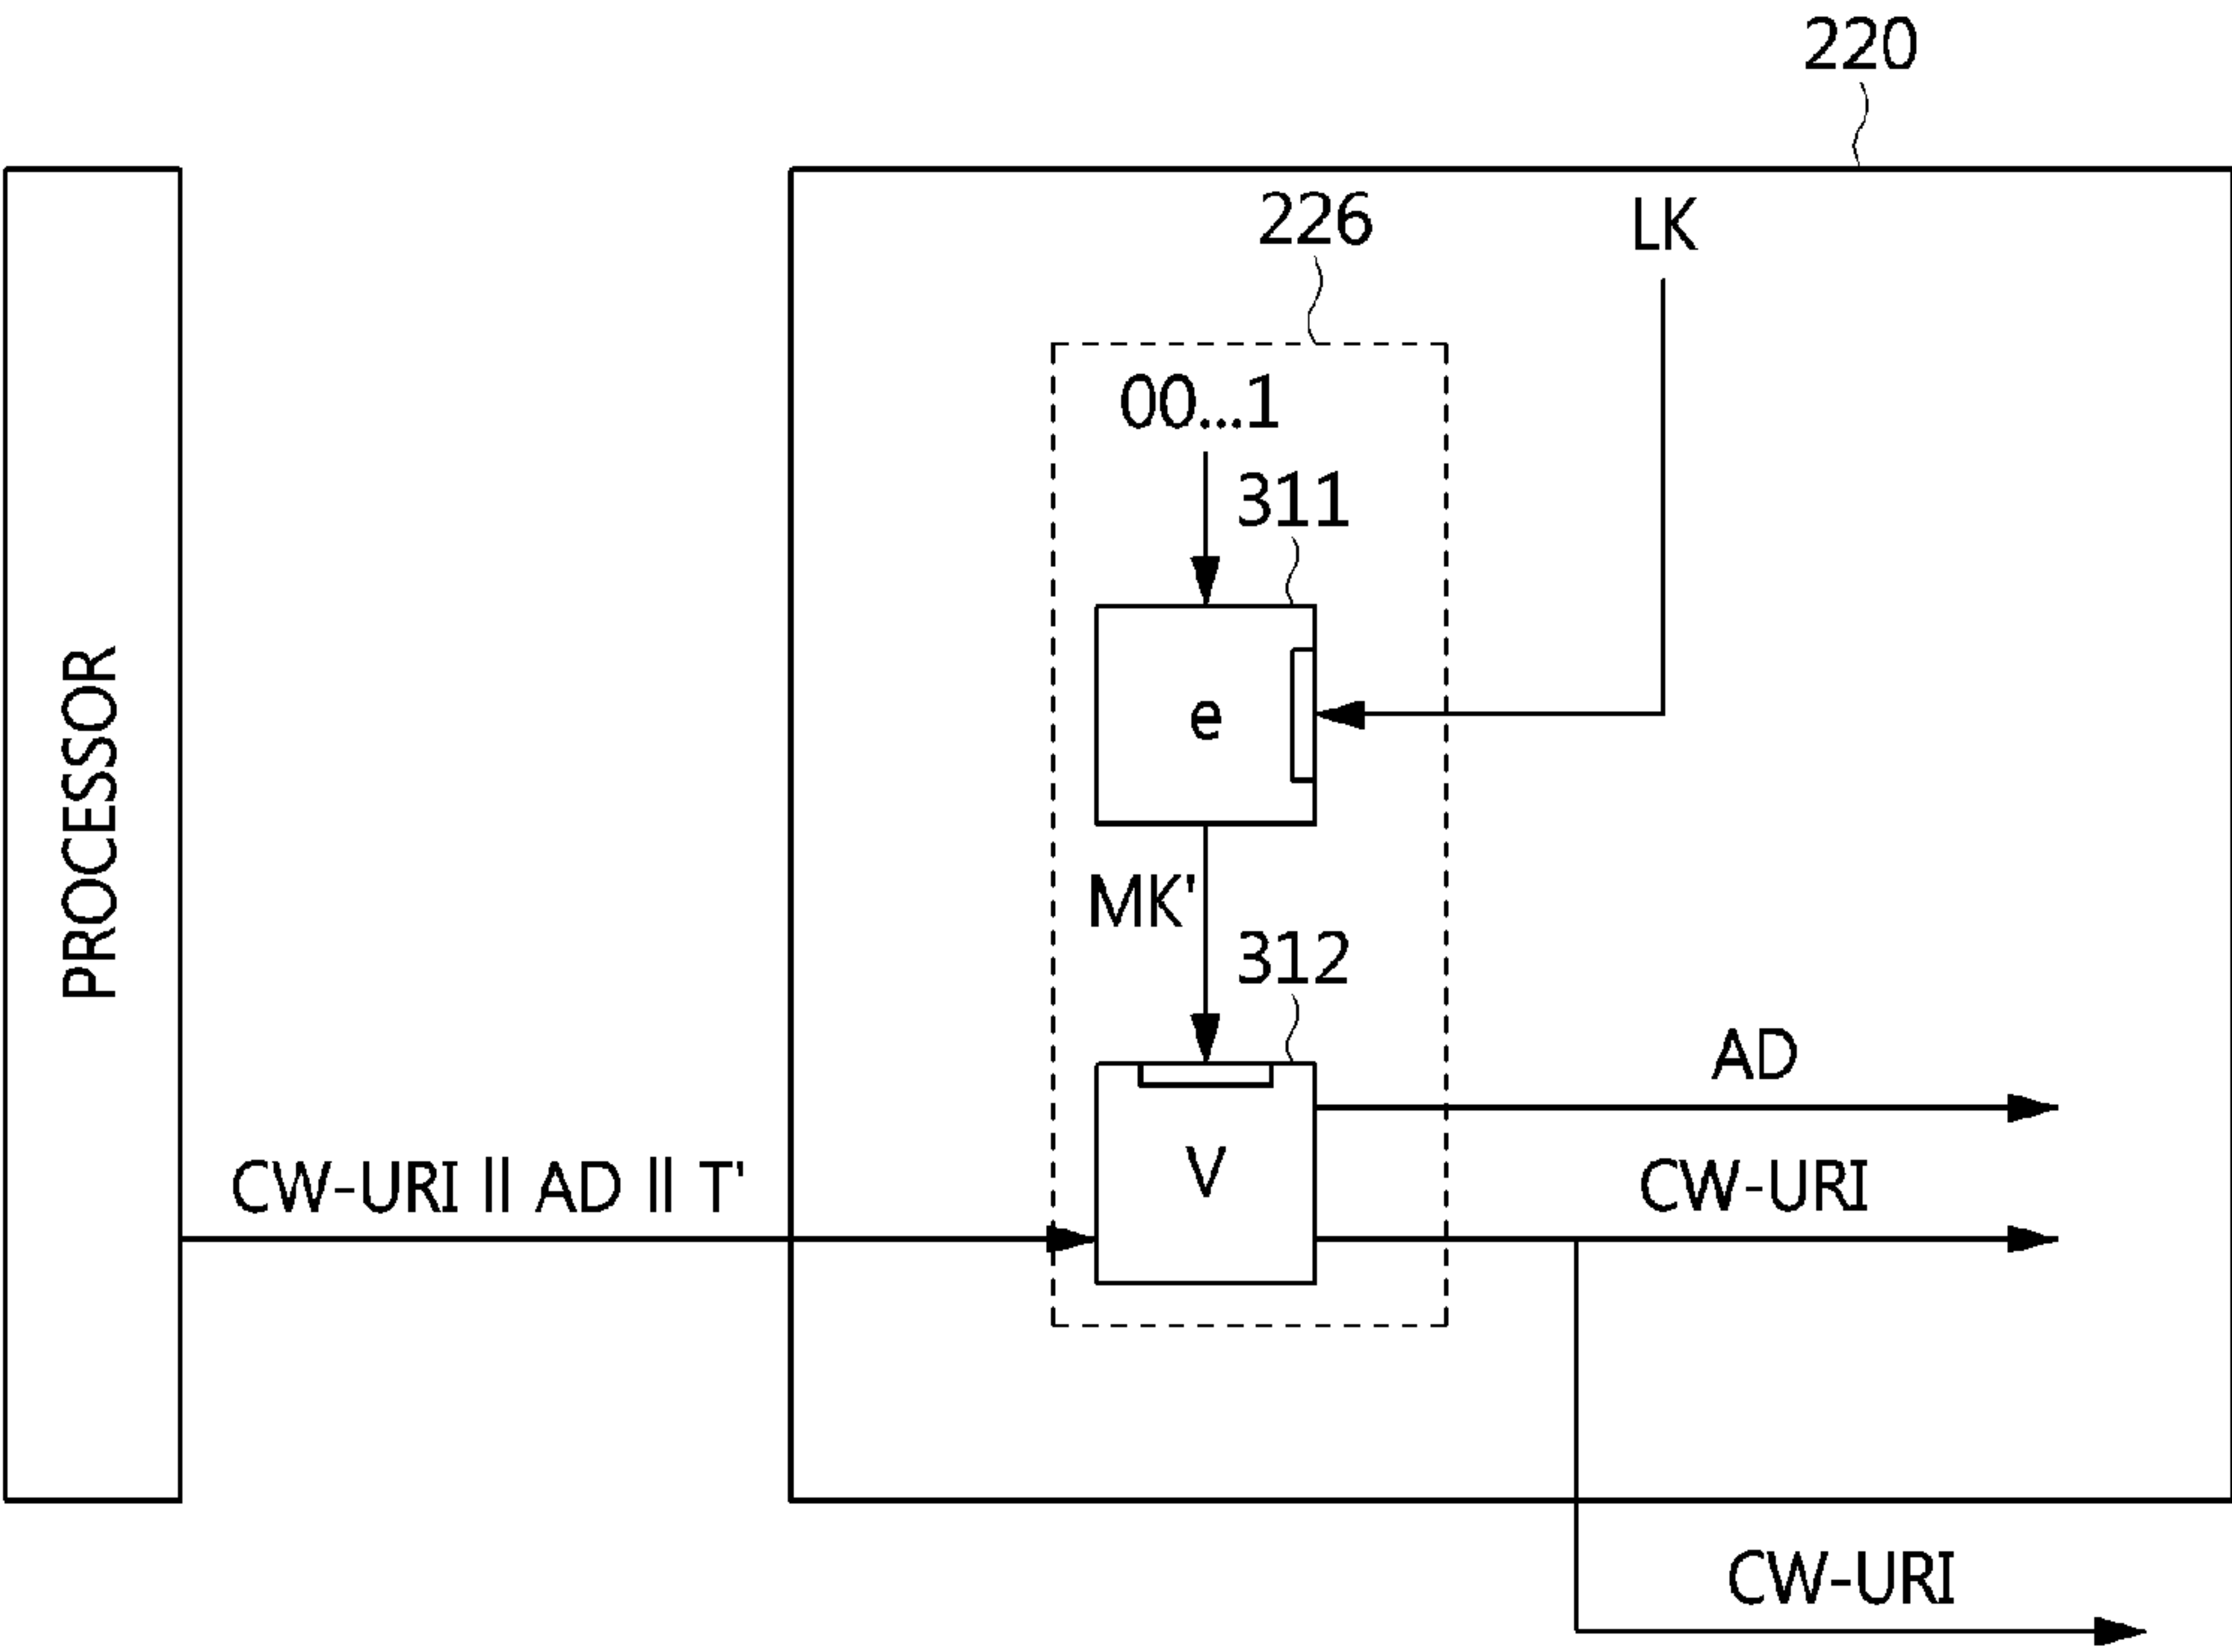 220
226
LK
00...1
311
e
PROCESSOR
MK'
312
AD
V
CW-URI || AD || T'
CW-URI
CW-URI